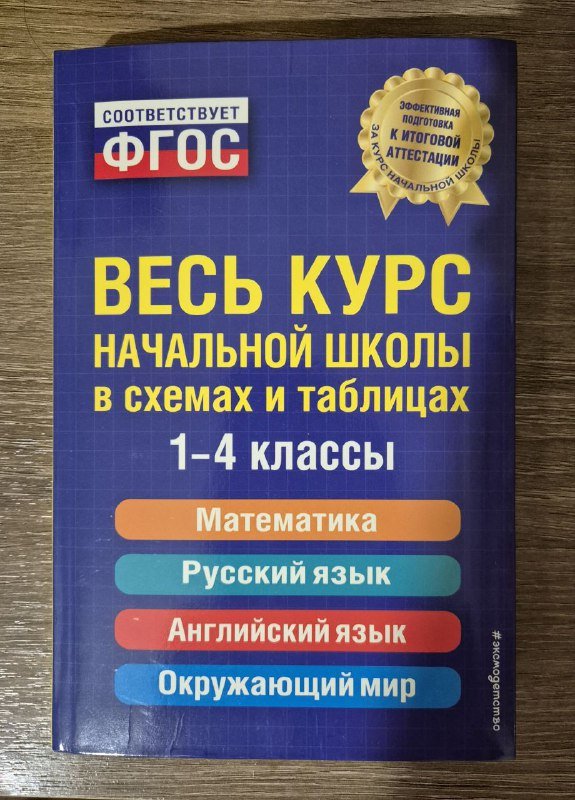 СООТВЕТСТВУЕТ
ФГОС
ЭФФЕКТИВНАЯ
ПОДГОТОВКА
К ИТОГОВОЙ
АТТЕСТАЦИИ
ЗА КУРС НАЧАЛЬНОЙ ШКОЛЫ
ВЕСЬ КУРС
НАЧАЛЬНОЙ ШКОЛЫ
в схемах и таблицах
1–4 классы
Математика
Русский язык
Английский язык
Окружающий мир
#эксмодетство